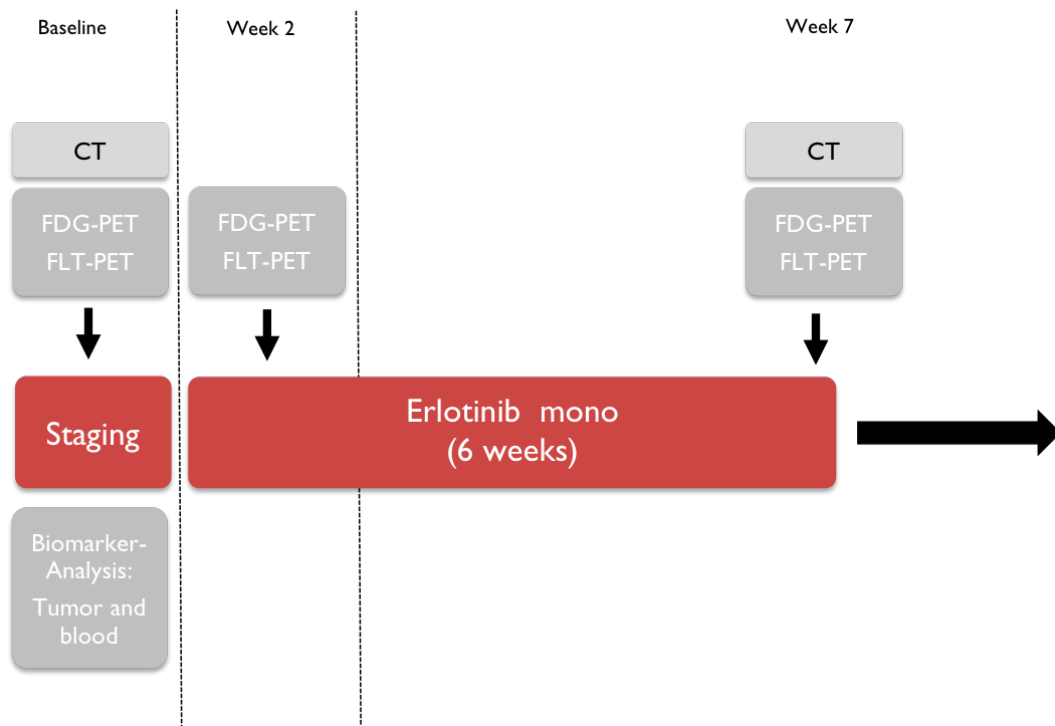 Baseline
Week 2
Week 7
CT
CT
FDG-PET
FLT-PET
FDG-PET
FLT-PET
FDG-PET
FLT-PET
Staging
Erlotinib mono
(6 weeks)
Biomarker-
Analysis:
Tumor and
blood